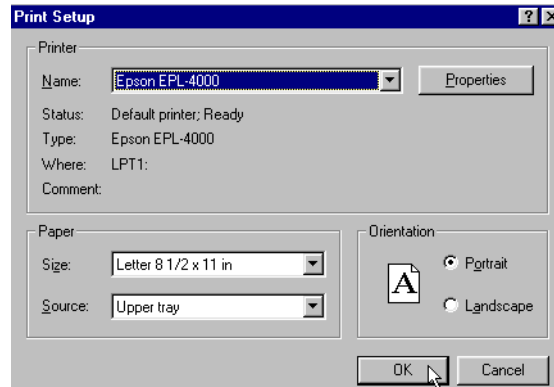 Print Setup
Printer
Name: Epson EPL-4000 Properties
Status: Default printer; Ready
Type: Epson EPL-4000
Where: LPT1:
Comment:
Paper
Size: Letter 8 1/2 x 11 in
Source: Upper tray
Orientation
A
Portrait
Landscape
OK Cancel